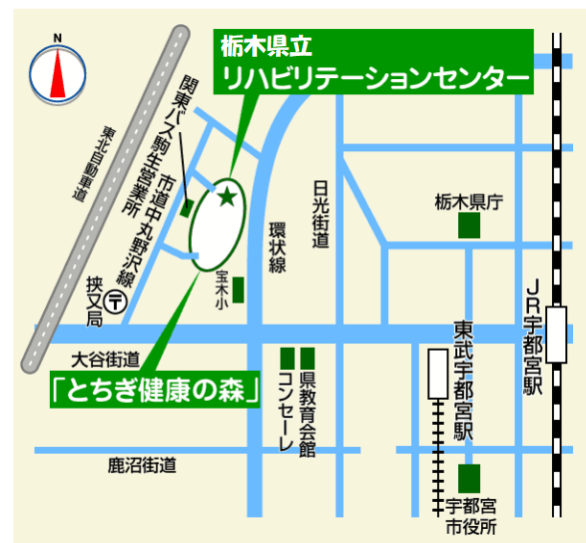 N
栃木県立
リハビリテーションセンター
東北自動車道
関東バス駒生営業所
市道中丸野沢線
挟又局
〒
宝木小
環状線
日光街道
栃木県庁
JR宇都宮駅
東武宇都宮駅
大谷街道
「とちぎ健康の森」
コンセーレ
県教育会館
鹿沼街道
宇都宮
市役所